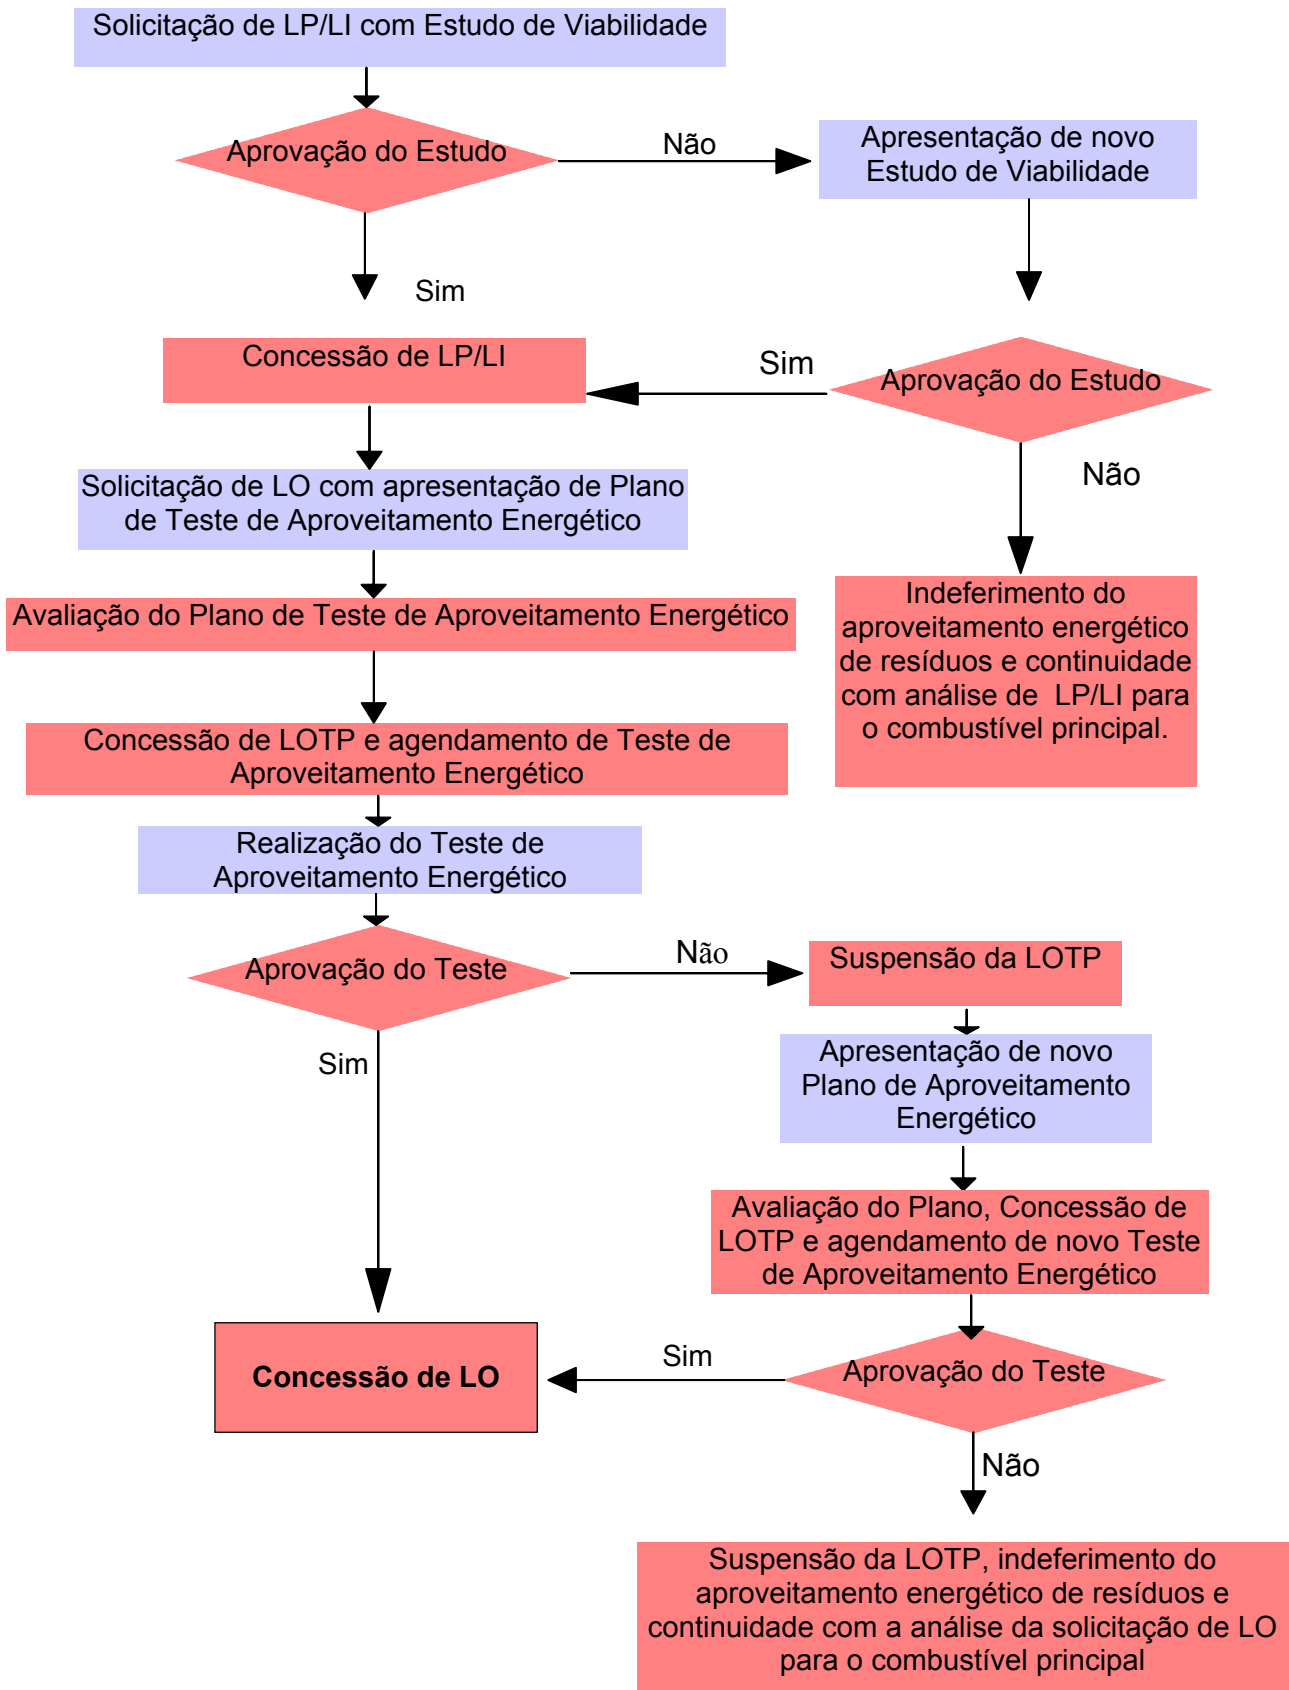 Solicitação de LP/LI com Estudo de Viabilidade
Aprovação do Estudo
Não
Apresentação de novo
Estudo de Viabilidade
Sim
Concessão de LP/LI
Sim
Aprovação do Estudo
Não
Solicitação de LO com apresentação de Plano
de Teste de Aproveitamento Energético
Avaliação do Plano de Teste de Aproveitamento Energético
Indeferimento do
aproveitamento energético
de resíduos e continuidade
com análise de LP/LI para
o combustível principal.
Concessão de LOTP e agendamento de Teste de
Aproveitamento Energético
Realização do Teste de
Aproveitamento Energético
Aprovação do Teste
Não
Suspensão da LOTP
Sim
Apresentação de novo
Plano de Aproveitamento
Energético
Avaliação do Plano, Concessão de
LOTP e agendamento de novo Teste
de Aproveitamento Energético
Concessão de LO
Sim
Aprovação do Teste
Não
Suspensão da LOTP, indeferimento do
aproveitamento energético de resíduos e
continuidade com a análise da solicitação de LO
para o combustível principal